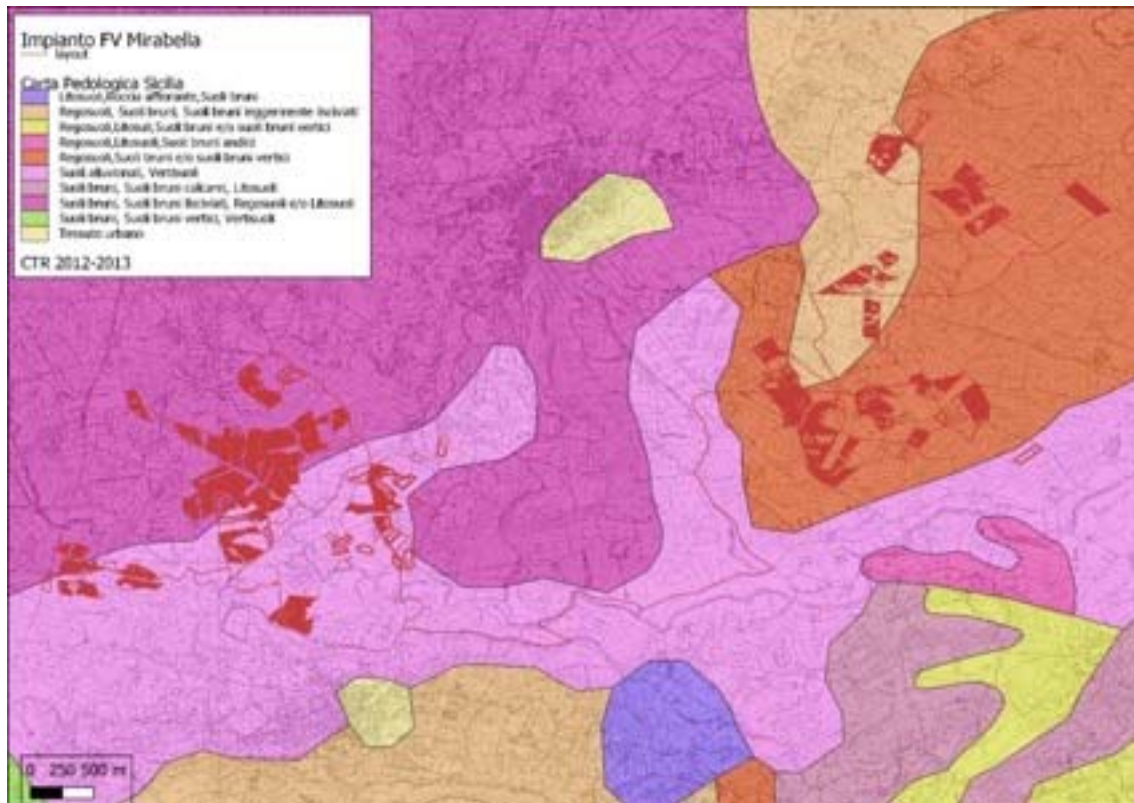 Impianto FV Mirabella
layout
Carta Pedologica Sicilia
Litosuoli, Roccia affiorante, Suoli bruni
Regosuoli, Suoli bruni, Suoli bruni leggermente lisciviati
Regosuoli, Litosuoli, Suoli bruni e/o suoli bruni vertici
Regosuoli, Litosuoli, Suoli bruni andici
Regosuoli, Suoli bruni e/o suoli bruni vertici
Suoli alluvionali, Vertisuoli
Suoli bruni, Suoli bruni calcarei, Litosuoli
Suoli bruni, Suoli bruni lisciviati, Regosuoli e/o Litosuoli
Suoli bruni, Suoli bruni vertici, Vertisuoli
Tessuto urbano
CTR 2012-2013
0 250 500 m